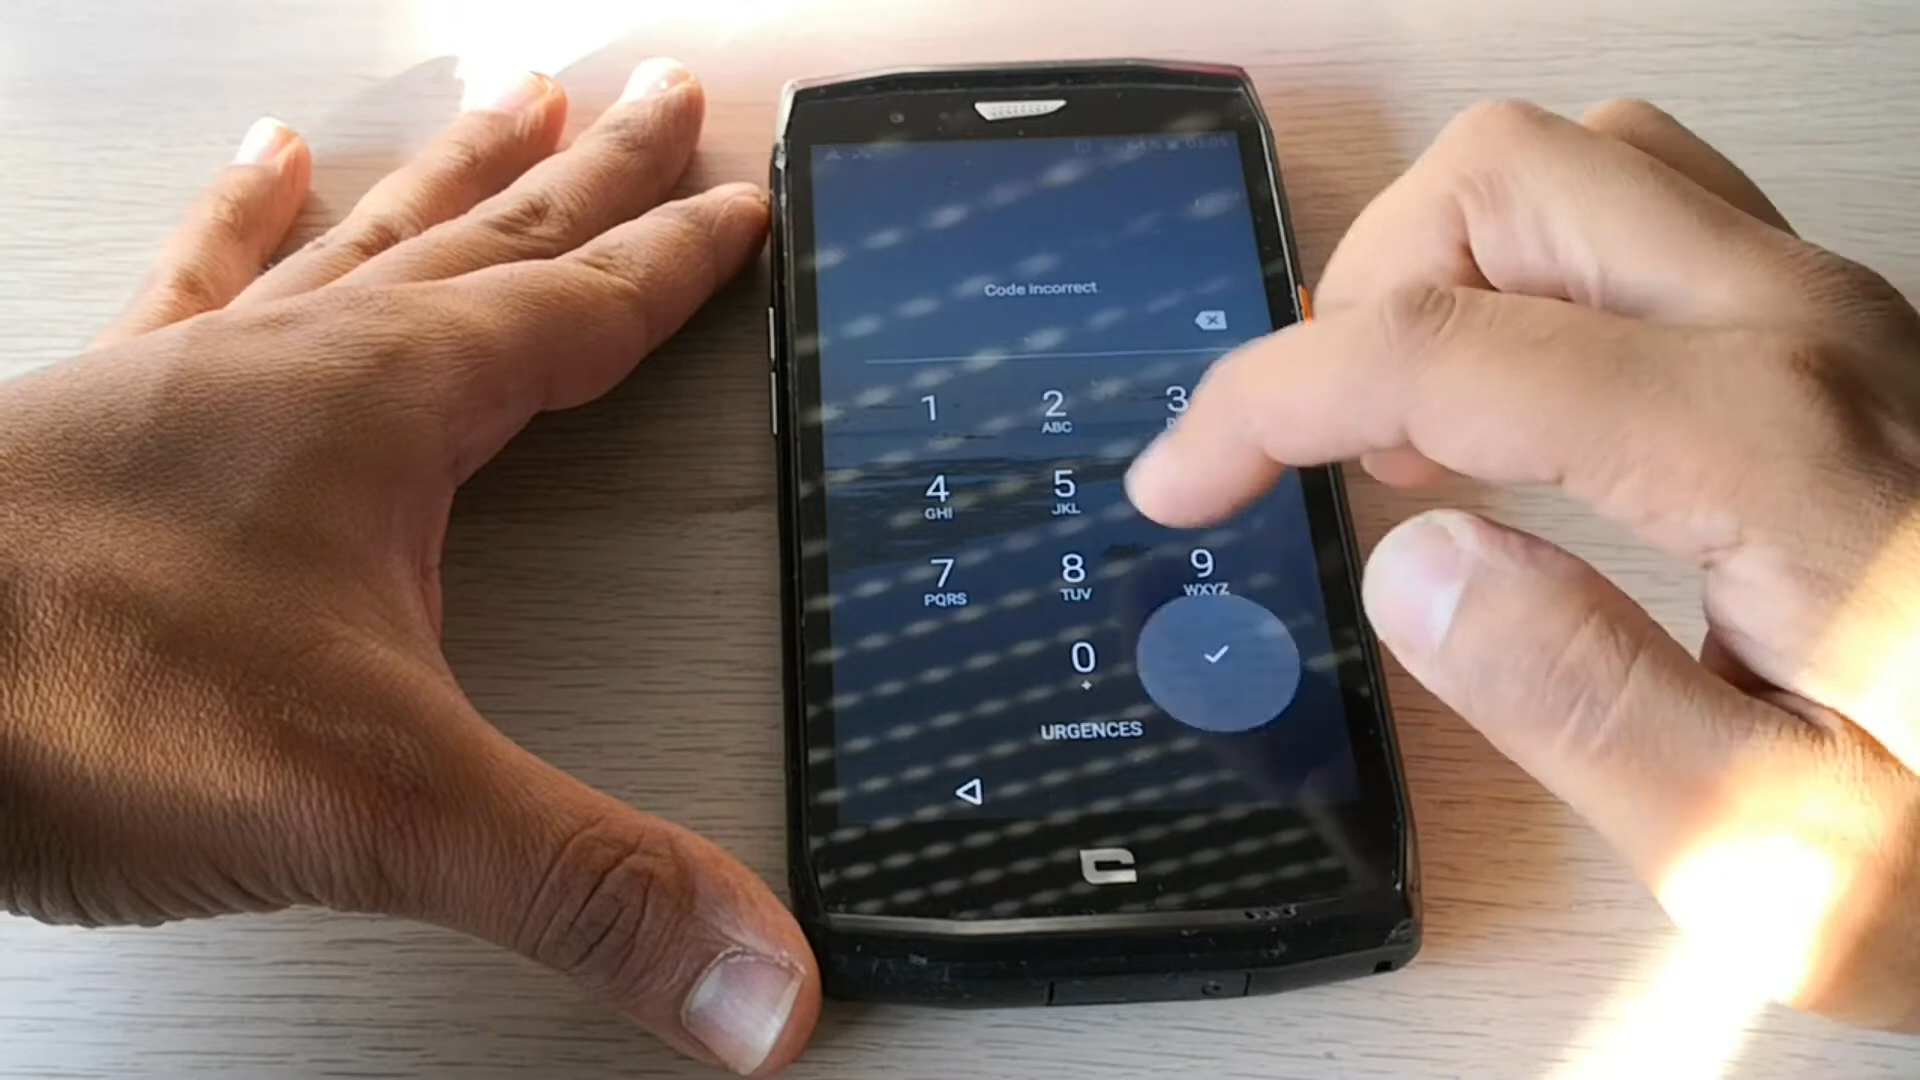 Code incorrect
1
2
ABC
3
4
GHI
5
JKL
7
PQRS
8
TUV
9
WXYZ
0
+
URGENCES